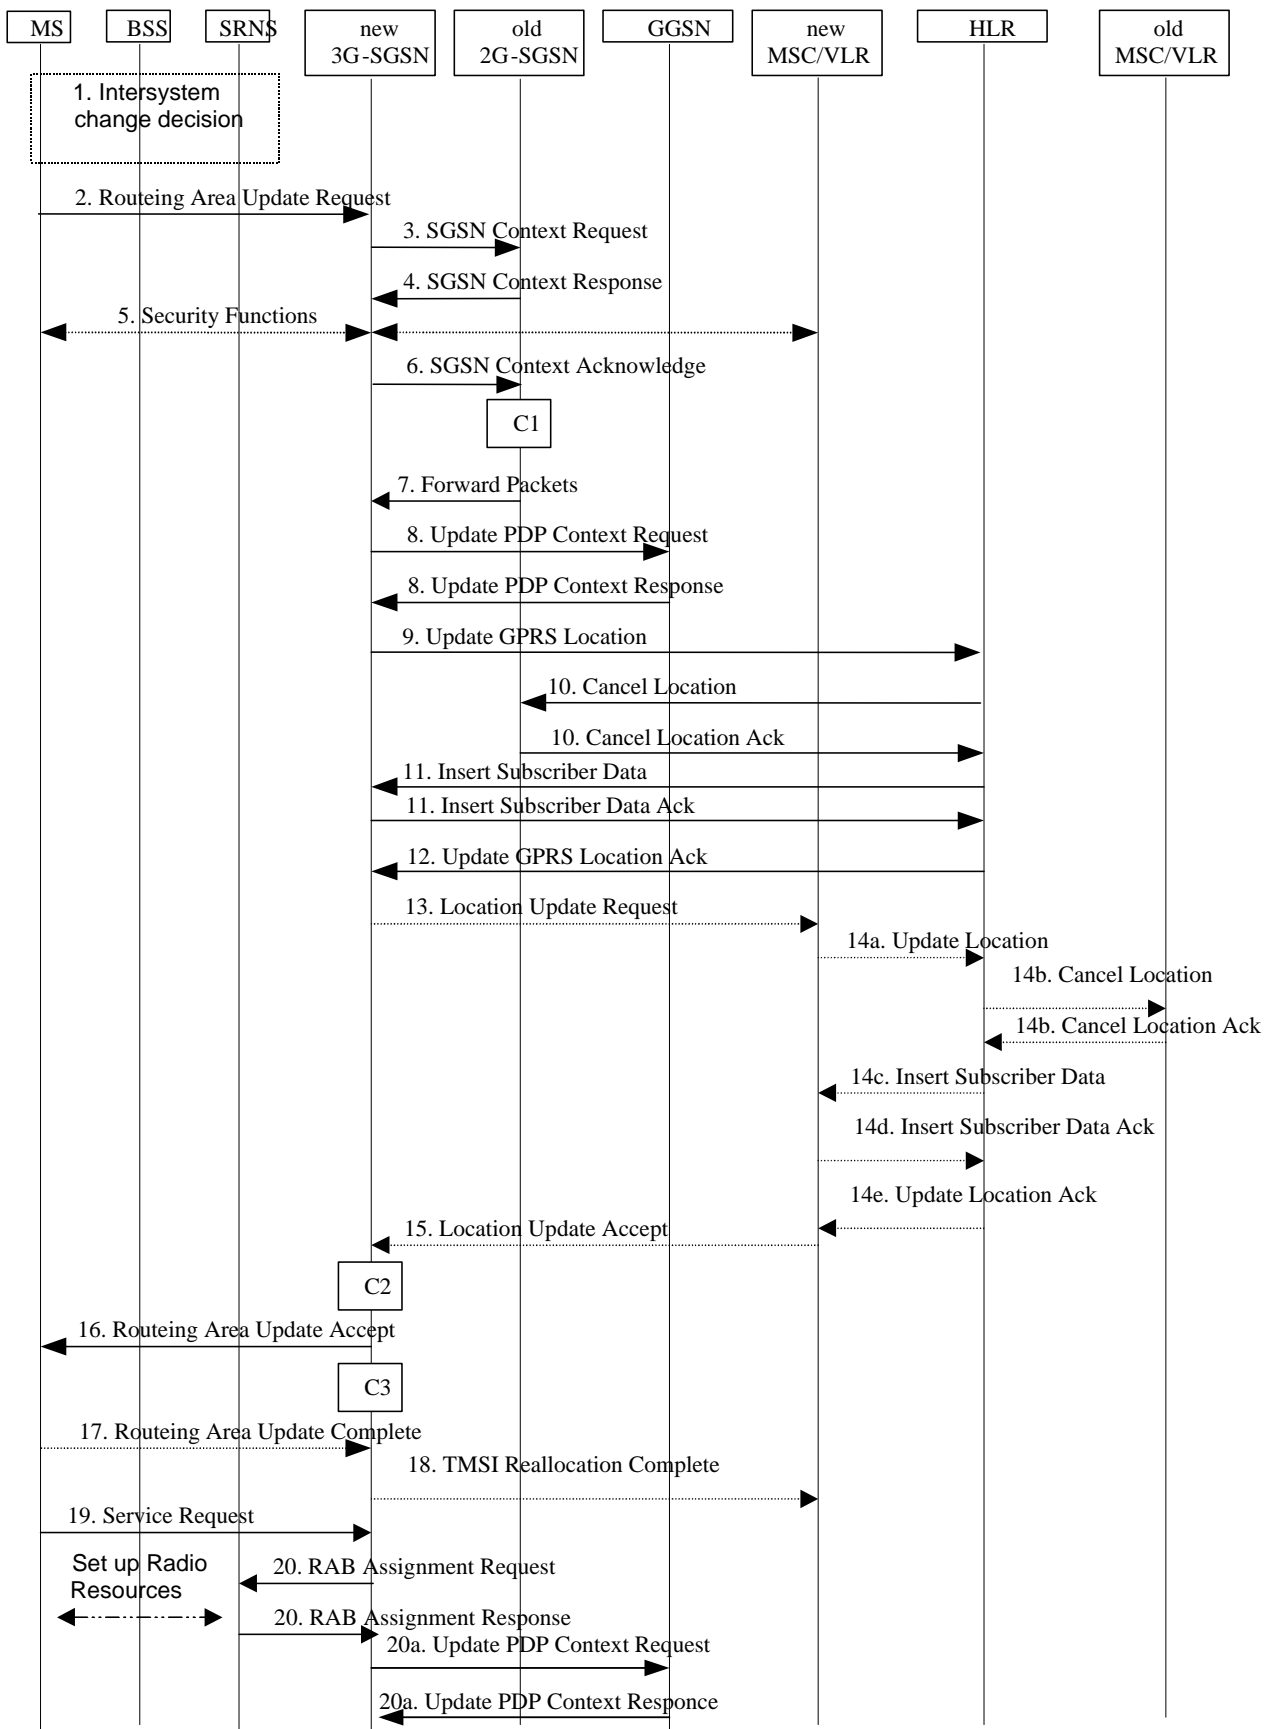 MS
BSS
SRNS
new
3G-SGSN
old
2G-SGSN
GGSN
new
MSC/VLR
HLR
old
MSC/VLR
1. Intersystem
change decision
2. Routeing Area Update Request
3. SGSN Context Request
4. SGSN Context Response
5. Security Functions
6. SGSN Context Acknowledge
C1
7. Forward Packets
8. Update PDP Context Request
8. Update PDP Context Response
9. Update GPRS Location
10. Cancel Location
10. Cancel Location Ack
11. Insert Subscriber Data
11. Insert Subscriber Data Ack
12. Update GPRS Location Ack
13. Location Update Request
14a. Update Location
14b. Cancel Location
14b. Cancel Location Ack
14c. Insert Subscriber Data
14d. Insert Subscriber Data Ack
14e. Update Location Ack
15. Location Update Accept
C2
16. Routeing Area Update Accept
C3
17. Routeing Area Update Complete
18. TMSI Reallocation Complete
19. Service Request
Set up Radio
Resources
20. RAB Assignment Request
20. RAB Assignment Response
20a. Update PDP Context Request
20a. Update PDP Context Responce